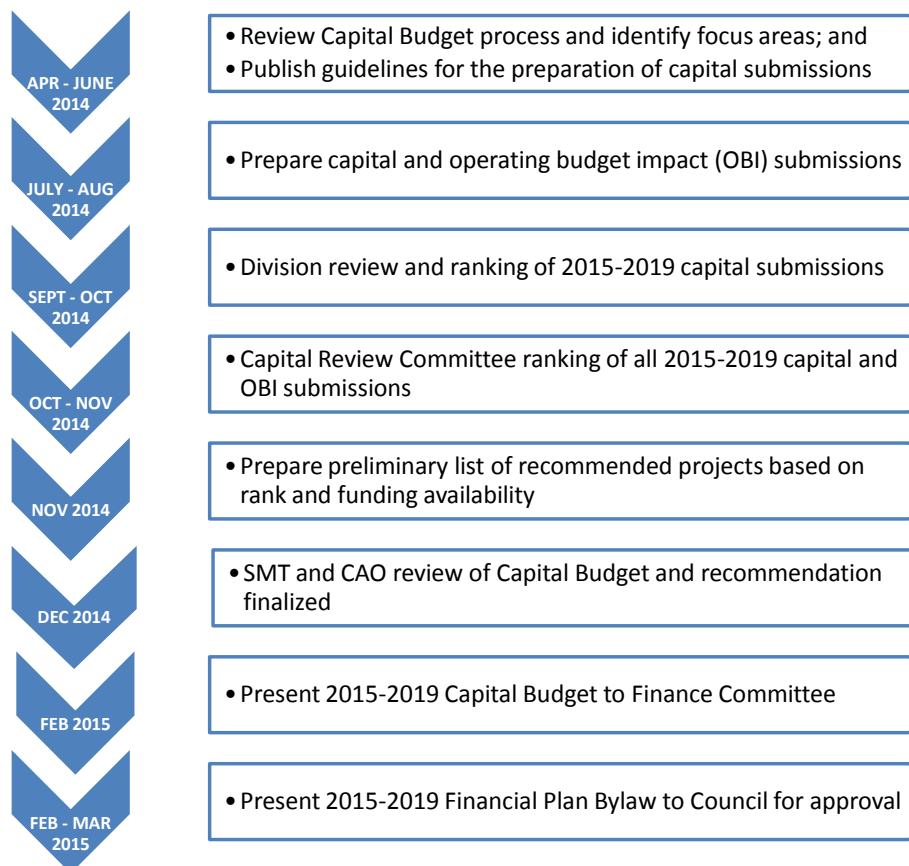 APR - JUNE
2014
• Review Capital Budget process and identify focus areas; and
• Publish guidelines for the preparation of capital submissions
JULY - AUG
2014
• Prepare capital and operating budget impact (OBI) submissions
SEPT - OCT
2014
• Division review and ranking of 2015-2019 capital submissions
OCT - NOV
2014
• Capital Review Committee ranking of all 2015-2019 capital and
OBI submissions
NOV 2014
• Prepare preliminary list of recommended projects based on
rank and funding availability
DEC 2014
• SMT and CAO review of Capital Budget and recommendation
finalized
FEB 2015
• Present 2015-2019 Capital Budget to Finance Committee
FEB - MAR
2015
• Present 2015-2019 Financial Plan Bylaw to Council for approval